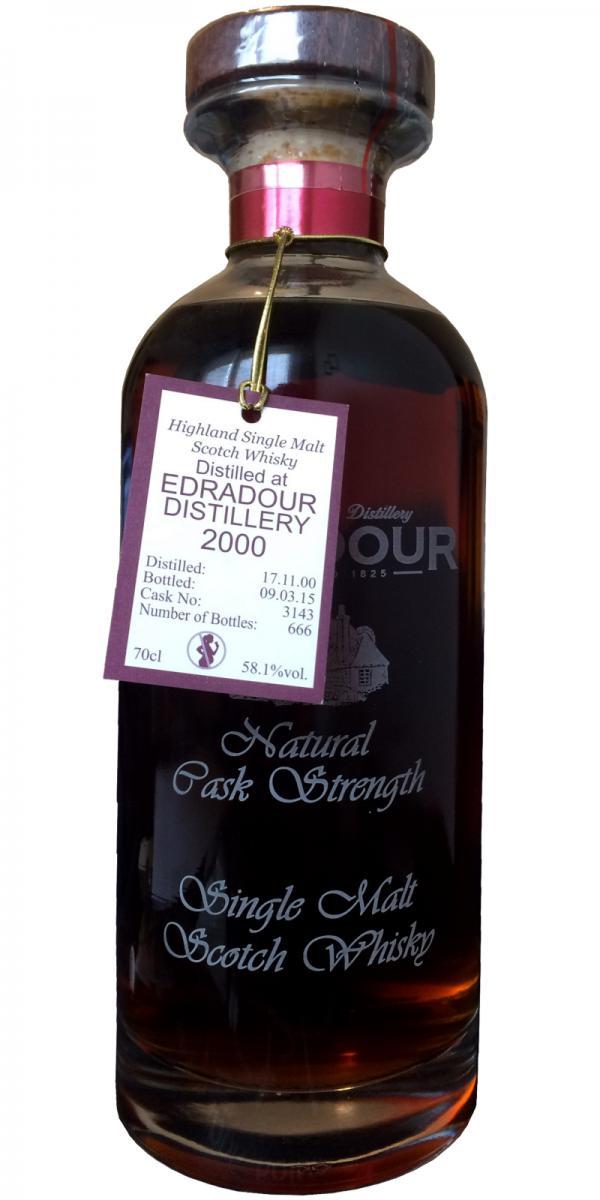 Highland Single Malt
Scotch Whisky
Distilled at
EDRADOUR
DISTILLERY
2000
Distilled: 17.11.00
Bottled: 09.03.15
Cask No: 3143
Number of Bottles: 666
70cl 58.1%vol.
Distillery
DOUR
1825
Natural
Cask Strength
Single Malt
Scotch Whisky